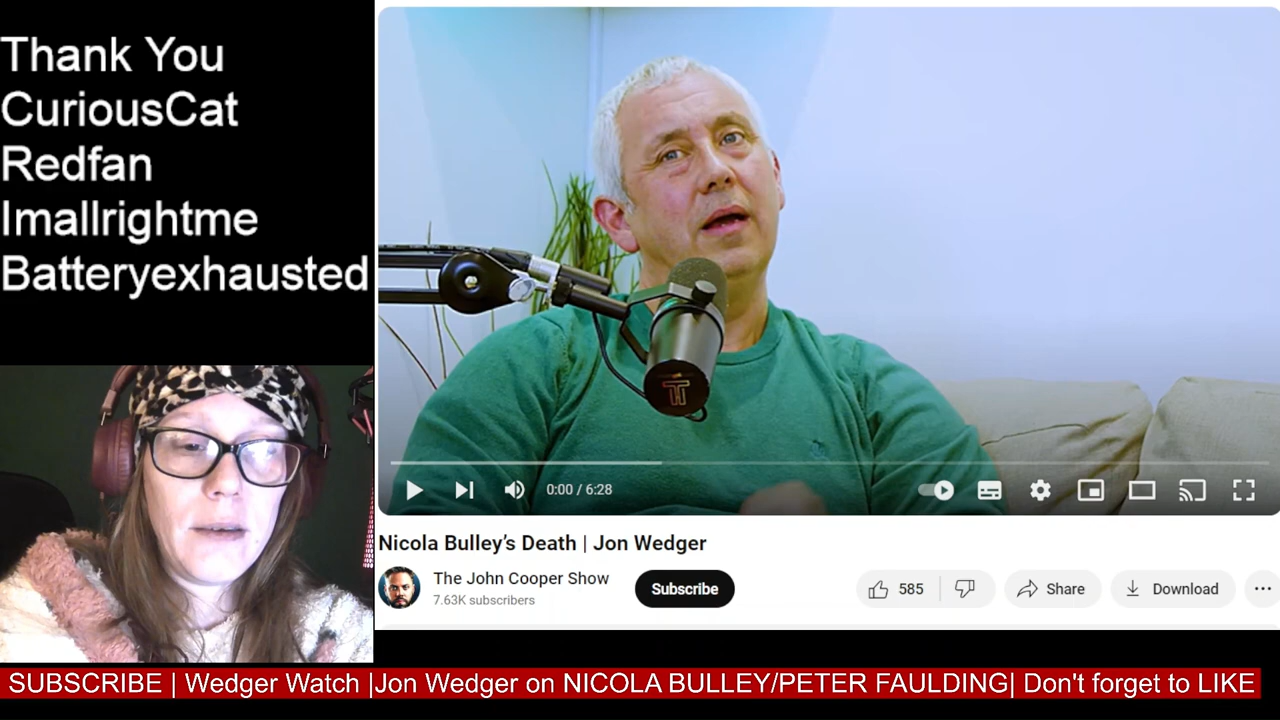 Thank You
CuriousCat
Redfan
Imallrightme
Batteryexhausted
0:00 / 6:28
Nicola Bulley's Death | Jon Wedger
The John Cooper Show
7.63K subscribers
Subscribe
585
Share
Download
SUBSCRIBE | Wedger Watch |Jon Wedger on NICOLA BULLEY/PETER FAULDING| Don't forget to LIKE